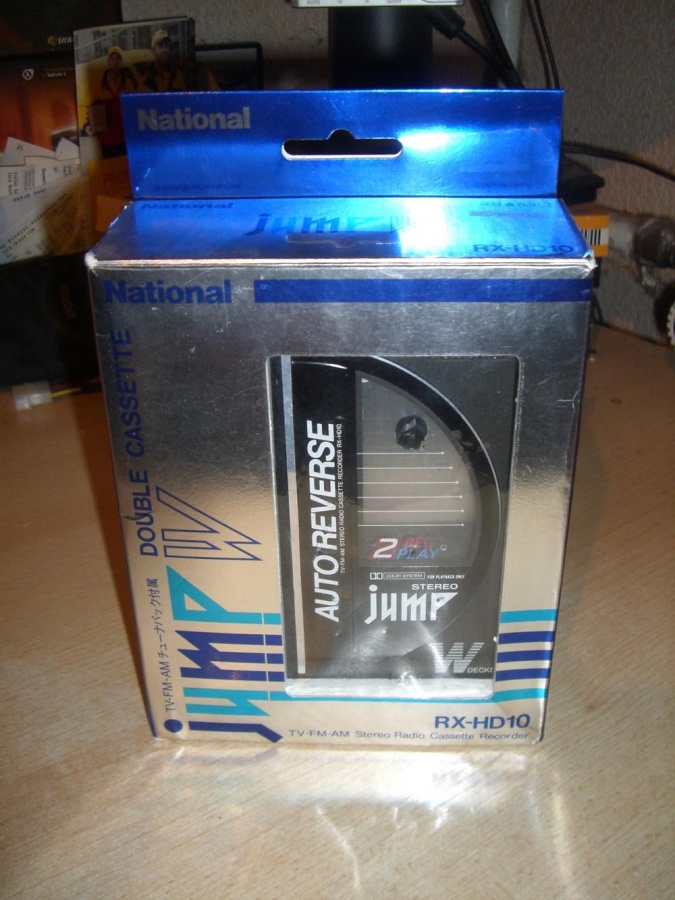 National
National
jump
RX-HD10
National
DOUBLE CASSETTE
W
TV-FM-AM チューナパック付属
jump
AUTO REVERSE
TV-FM-AM STEREO RADIO CASSETTE RECORDER RX-HD10
2 REC
PLAY
DOLBY SYSTEM FOR PLAYBACK ONLY
STEREO
jump
W
DECK!
RX-HD10
TV-FM-AM Stereo Radio Cassette Recorder